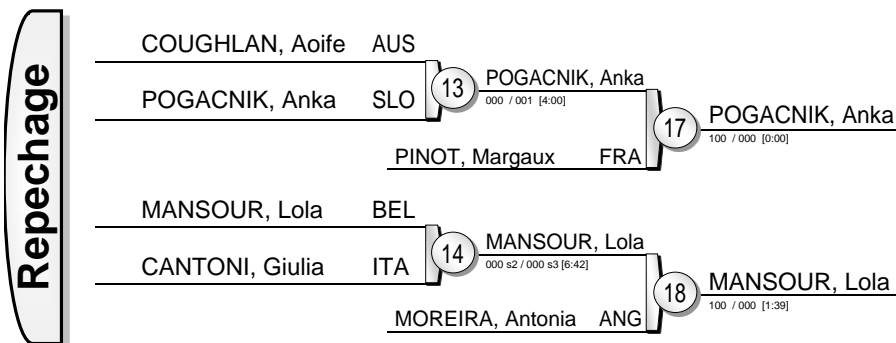 Repechage
COUGHLAN, Aoife AUS
13
POGACNIK, Anka
000 / 001 [4:00]
POGACNIK, Anka SLO
17
POGACNIK, Anka
100 / 000 [0:00]
PINOT, Margaux FRA
MANSOUR, Lola BEL
14
MANSOUR, Lola
000 s2 / 000 s3 [6:42]
CANTONI, Giulia ITA
18
MANSOUR, Lola
100 / 000 [1:39]
MOREIRA, Antonia ANG